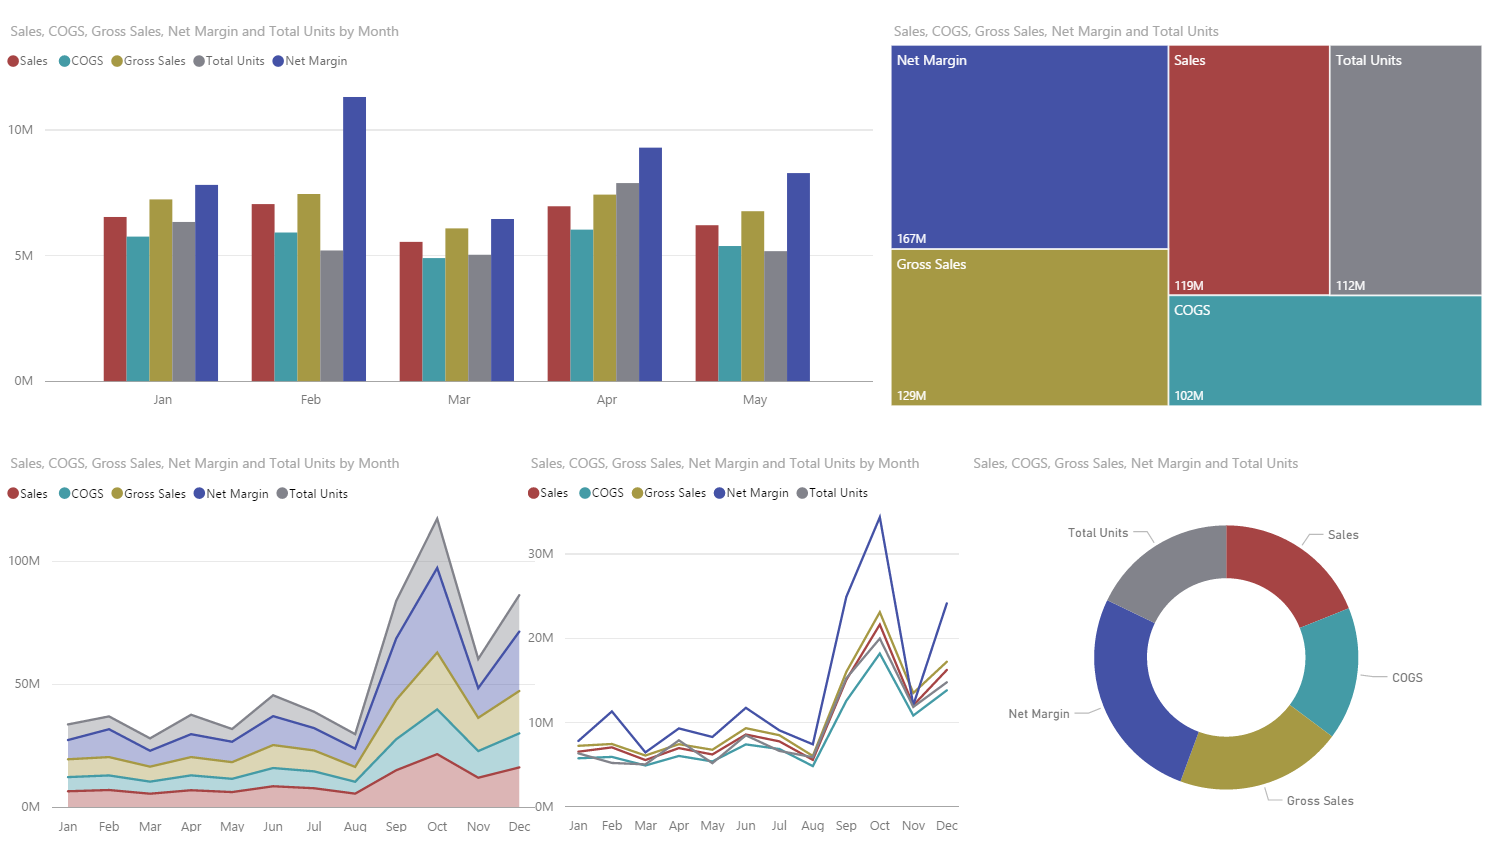 Sales, COGS, Gross Sales, Net Margin and Total Units by Month
Sales COGS Gross Sales Total Units Net Margin
10M
5M
0M
Jan Feb Mar Apr May
Sales, COGS, Gross Sales, Net Margin and Total Units
Net Margin
167M
Sales
119M
Total Units
112M
Gross Sales
129M
COGS
102M
Sales, COGS, Gross Sales, Net Margin and Total Units by Month
Sales COGS Gross Sales Net Margin Total Units
100M
50M
0M
Jan Feb Mar Apr May Jun Jul Aug Sep Oct Nov Dec
Sales, COGS, Gross Sales, Net Margin and Total Units by Month
Sales COGS Gross Sales Net Margin Total Units
30M
20M
10M
0M
Jan Feb Mar Apr May Jun Jul Aug Sep Oct Nov Dec
Sales, COGS, Gross Sales, Net Margin and Total Units
Total Units
Sales
COGS
Net Margin
Gross Sales